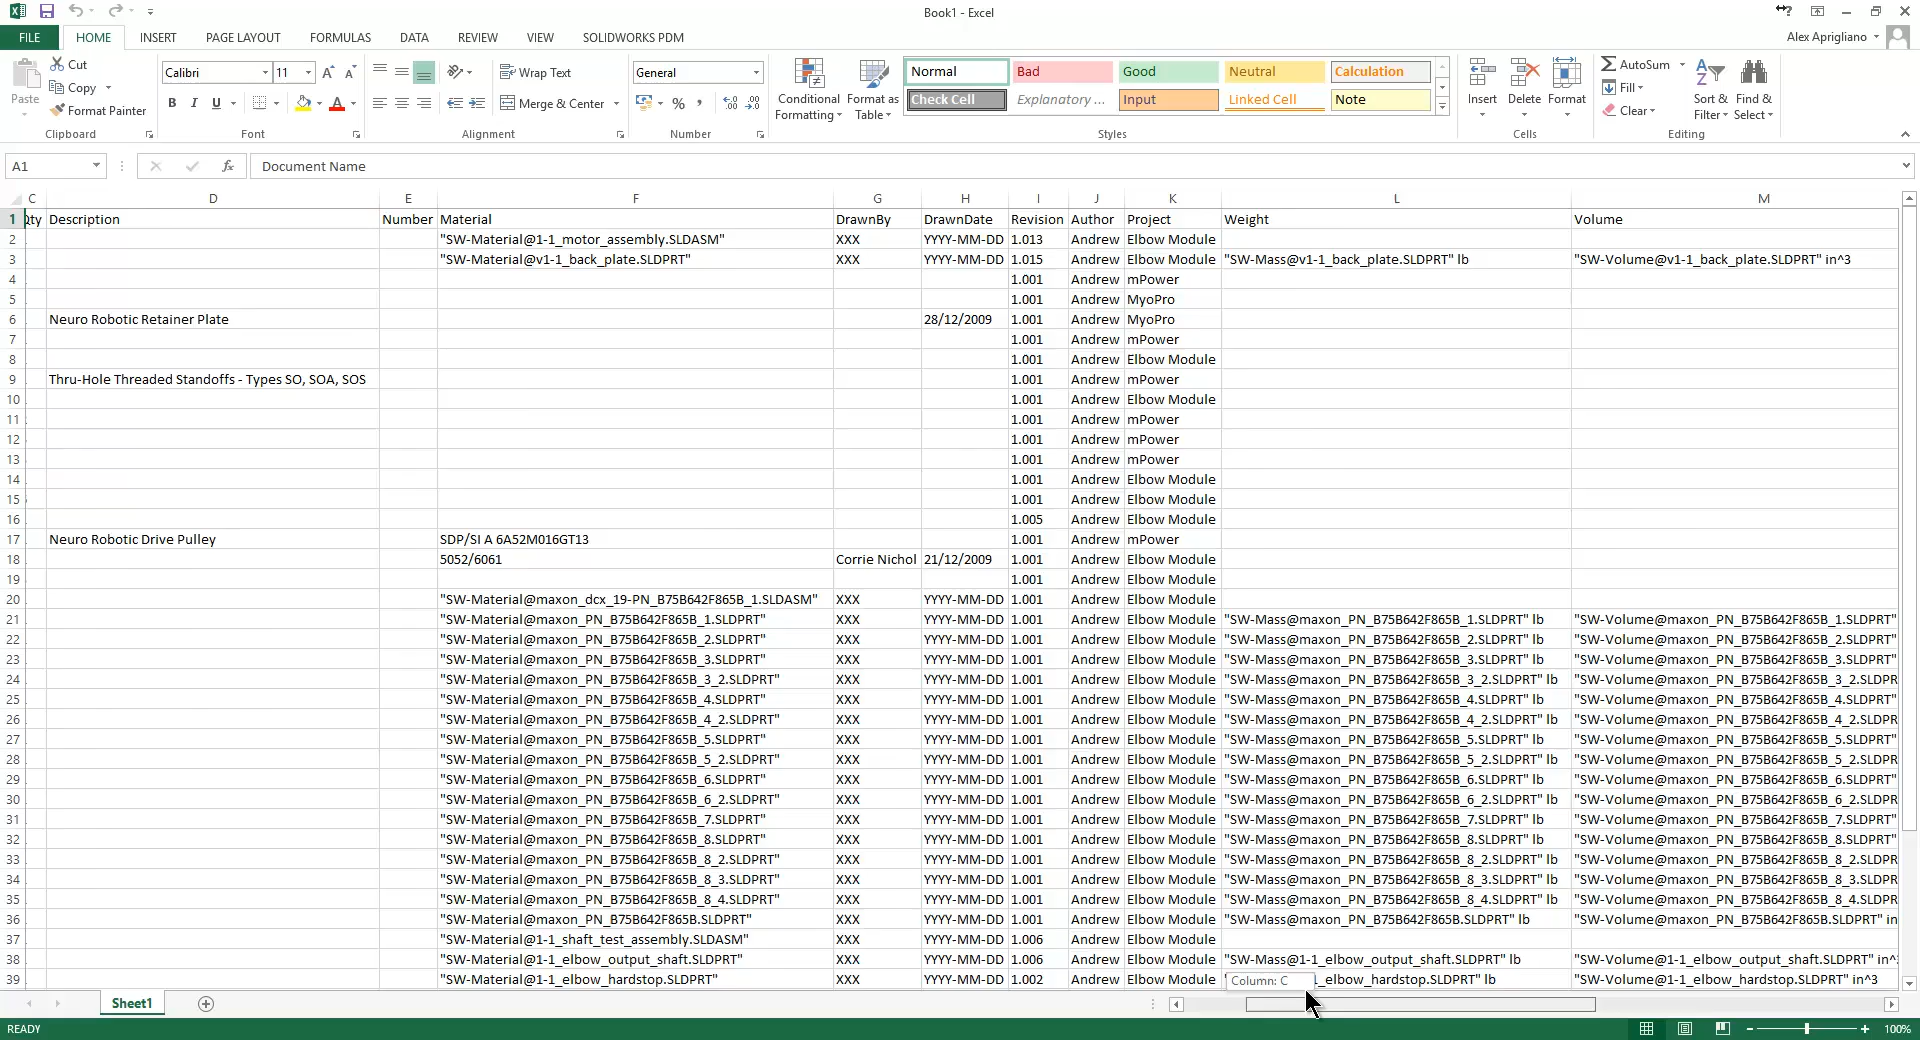 Book1 - Excel
FILE HOME INSERT PAGE LAYOUT FORMULAS DATA REVIEW VIEW SOLIDWORKS PDM Alex Aprigliano
Paste Cut Copy Format Painter Clipboard
Calibri 11 B I U Font
Wrap Text Merge & Center Alignment
General % Number
Conditional Formatting Format as Table
Normal Bad Good Neutral Calculation
Check Cell Explanatory ... Input Linked Cell Note
Styles
Insert Delete Format Cells
AutoSum Fill Clear Sort & Filter Find & Select Editing
A1 fx Document Name
C D E F G H I J K L M
1 Qty Description Number Material DrawnBy DrawnDate Revision Author Project Weight Volume
2 "SW-Material@1-1_motor_assembly.SLDASM" XXX YYYY-MM-DD 1.013 Andrew Elbow Module
3 "SW-Material@v1-1_back_plate.SLDPRT" XXX YYYY-MM-DD 1.015 Andrew Elbow Module "SW-Mass@v1-1_back_plate.SLDPRT" lb "SW-Volume@v1-1_back_plate.SLDPRT" in^3
4 1.001 Andrew mPower
5 1.001 Andrew MyoPro
6 Neuro Robotic Retainer Plate 28/12/2009 1.001 Andrew MyoPro
7 1.001 Andrew mPower
8 1.001 Andrew Elbow Module
9 Thru-Hole Threaded Standoffs - Types SO, SOA, SOS 1.001 Andrew mPower
10 1.001 Andrew Elbow Module
11 1.001 Andrew mPower
12 1.001 Andrew mPower
13 1.001 Andrew mPower
14 1.001 Andrew Elbow Module
15 1.001 Andrew Elbow Module
16 1.005 Andrew Elbow Module
17 Neuro Robotic Drive Pulley SDP/SI A 6A52M016GT13 1.001 Andrew mPower
18 5052/6061 Corrie Nichol 21/12/2009 1.001 Andrew Elbow Module
19 1.001 Andrew Elbow Module
20 "SW-Material@maxon_dcx_19-PN_B75B642F865B_1.SLDASM" XXX YYYY-MM-DD 1.001 Andrew Elbow Module
21 "SW-Material@maxon_PN_B75B642F865B_1.SLDPRT" XXX YYYY-MM-DD 1.001 Andrew Elbow Module "SW-Mass@maxon_PN_B75B642F865B_1.SLDPRT" lb "SW-Volume@maxon_PN_B75B642F865B_1.SLDPRT"
22 "SW-Material@maxon_PN_B75B642F865B_2.SLDPRT" XXX YYYY-MM-DD 1.001 Andrew Elbow Module "SW-Mass@maxon_PN_B75B642F865B_2.SLDPRT" lb "SW-Volume@maxon_PN_B75B642F865B_2.SLDPRT"
23 "SW-Material@maxon_PN_B75B642F865B_3.SLDPRT" XXX YYYY-MM-DD 1.001 Andrew Elbow Module "SW-Mass@maxon_PN_B75B642F865B_3.SLDPRT" lb "SW-Volume@maxon_PN_B75B642F865B_3.SLDPRT"
24 "SW-Material@maxon_PN_B75B642F865B_3_2.SLDPRT" XXX YYYY-MM-DD 1.001 Andrew Elbow Module "SW-Mass@maxon_PN_B75B642F865B_3_2.SLDPRT" lb "SW-Volume@maxon_PN_B75B642F865B_3_2.SLDPR
25 "SW-Material@maxon_PN_B75B642F865B_4.SLDPRT" XXX YYYY-MM-DD 1.001 Andrew Elbow Module "SW-Mass@maxon_PN_B75B642F865B_4.SLDPRT" lb "SW-Volume@maxon_PN_B75B642F865B_4.SLDPRT"
26 "SW-Material@maxon_PN_B75B642F865B_4_2.SLDPRT" XXX YYYY-MM-DD 1.001 Andrew Elbow Module "SW-Mass@maxon_PN_B75B642F865B_4_2.SLDPRT" lb "SW-Volume@maxon_PN_B75B642F865B_4_2.SLDPR
27 "SW-Material@maxon_PN_B75B642F865B_5.SLDPRT" XXX YYYY-MM-DD 1.001 Andrew Elbow Module "SW-Mass@maxon_PN_B75B642F865B_5.SLDPRT" lb "SW-Volume@maxon_PN_B75B642F865B_5.SLDPRT"
28 "SW-Material@maxon_PN_B75B642F865B_5_2.SLDPRT" XXX YYYY-MM-DD 1.001 Andrew Elbow Module "SW-Mass@maxon_PN_B75B642F865B_5_2.SLDPRT" lb "SW-Volume@maxon_PN_B75B642F865B_5_2.SLDPR
29 "SW-Material@maxon_PN_B75B642F865B_6.SLDPRT" XXX YYYY-MM-DD 1.001 Andrew Elbow Module "SW-Mass@maxon_PN_B75B642F865B_6.SLDPRT" lb "SW-Volume@maxon_PN_B75B642F865B_6.SLDPRT"
30 "SW-Material@maxon_PN_B75B642F865B_6_2.SLDPRT" XXX YYYY-MM-DD 1.001 Andrew Elbow Module "SW-Mass@maxon_PN_B75B642F865B_6_2.SLDPRT" lb "SW-Volume@maxon_PN_B75B642F865B_6_2.SLDPR
31 "SW-Material@maxon_PN_B75B642F865B_7.SLDPRT" XXX YYYY-MM-DD 1.001 Andrew Elbow Module "SW-Mass@maxon_PN_B75B642F865B_7.SLDPRT" lb "SW-Volume@maxon_PN_B75B642F865B_7.SLDPRT"
32 "SW-Material@maxon_PN_B75B642F865B_8.SLDPRT" XXX YYYY-MM-DD 1.001 Andrew Elbow Module "SW-Mass@maxon_PN_B75B642F865B_8.SLDPRT" lb "SW-Volume@maxon_PN_B75B642F865B_8.SLDPRT"
33 "SW-Material@maxon_PN_B75B642F865B_8_2.SLDPRT" XXX YYYY-MM-DD 1.001 Andrew Elbow Module "SW-Mass@maxon_PN_B75B642F865B_8_2.SLDPRT" lb "SW-Volume@maxon_PN_B75B642F865B_8_2.SLDPR
34 "SW-Material@maxon_PN_B75B642F865B_8_3.SLDPRT" XXX YYYY-MM-DD 1.001 Andrew Elbow Module "SW-Mass@maxon_PN_B75B642F865B_8_3.SLDPRT" lb "SW-Volume@maxon_PN_B75B642F865B_8_3.SLDPR
35 "SW-Material@maxon_PN_B75B642F865B_8_4.SLDPRT" XXX YYYY-MM-DD 1.001 Andrew Elbow Module "SW-Mass@maxon_PN_B75B642F865B_8_4.SLDPRT" lb "SW-Volume@maxon_PN_B75B642F865B_8_4.SLDPR
36 "SW-Material@maxon_PN_B75B642F865B.SLDPRT" XXX YYYY-MM-DD 1.001 Andrew Elbow Module "SW-Mass@maxon_PN_B75B642F865B.SLDPRT" lb "SW-Volume@maxon_PN_B75B642F865B.SLDPRT" in
37 "SW-Material@1-1_shaft_test_assembly.SLDASM" XXX YYYY-MM-DD 1.006 Andrew Elbow Module
38 "SW-Material@1-1_elbow_output_shaft.SLDPRT" XXX YYYY-MM-DD 1.006 Andrew Elbow Module "SW-Mass@1-1_elbow_output_shaft.SLDPRT" lb "SW-Volume@1-1_elbow_output_shaft.SLDPRT" in^
39 "SW-Material@1-1_elbow_hardstop.SLDPRT" XXX YYYY-MM-DD 1.002 Andrew Elbow Module _elbow_hardstop.SLDPRT" lb "SW-Volume@1-1_elbow_hardstop.SLDPRT" in^3
Column: C
Sheet1
READY 100%